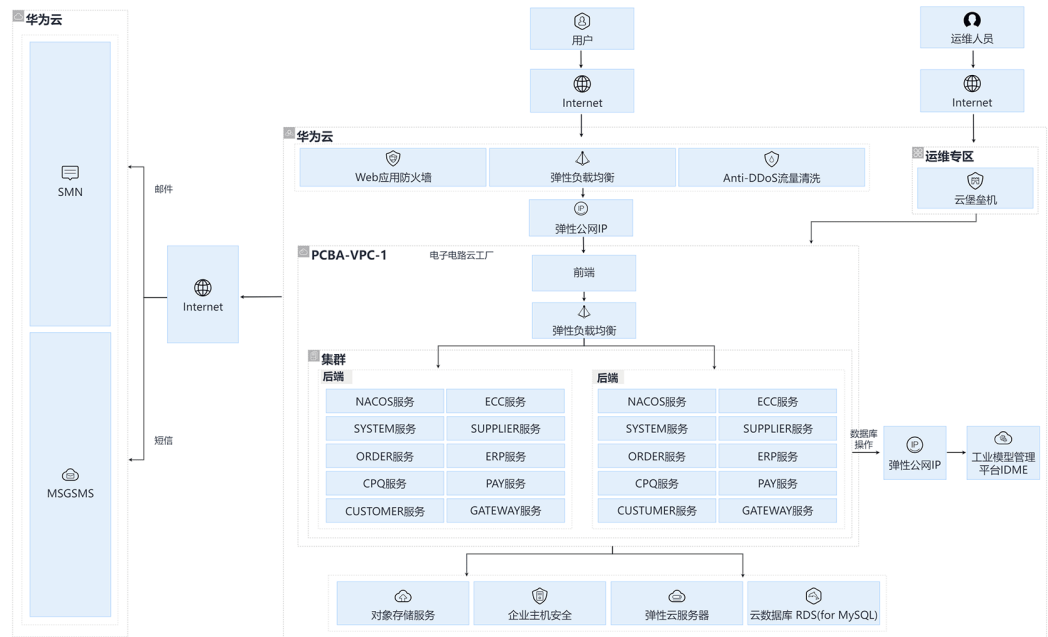 华为云
SMN
MSGSMS
邮件
短信
Internet
用户
Internet
运维人员
Internet
华为云
Web应用防火墙
弹性负载均衡
Anti-DDoS流量清洗
运维专区
云堡垒机
弹性公网IP
PCBA-VPC-1
电子电路云工厂
前端
弹性负载均衡
集群
后端
NACOS服务
ECC服务
SYSTEM服务
SUPPLIER服务
ORDER服务
ERP服务
CPQ服务
PAY服务
CUSTOMER服务
GATEWAY服务
后端
NACOS服务
ECC服务
SYSTEM服务
SUPPLIER服务
ORDER服务
ERP服务
CPQ服务
PAY服务
CUSTUMER服务
GATEWAY服务
数据库
操作
IP
弹性公网IP
工业模型管理
平台IDME
对象存储服务
企业主机安全
弹性云服务器
云数据库 RDS(for MySQL)